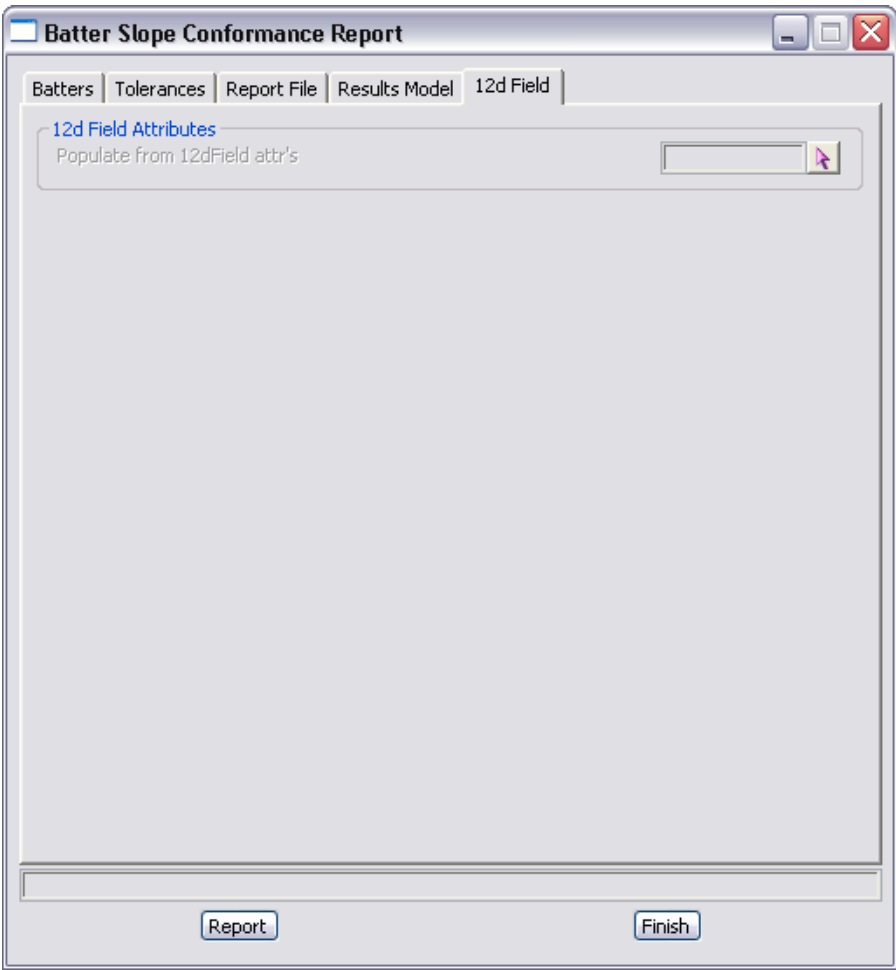 Batter Slope Conformance Report
Batters Tolerances Report File Results Model 12d Field
12d Field Attributes
Populate from 12dField attr's
Report Finish